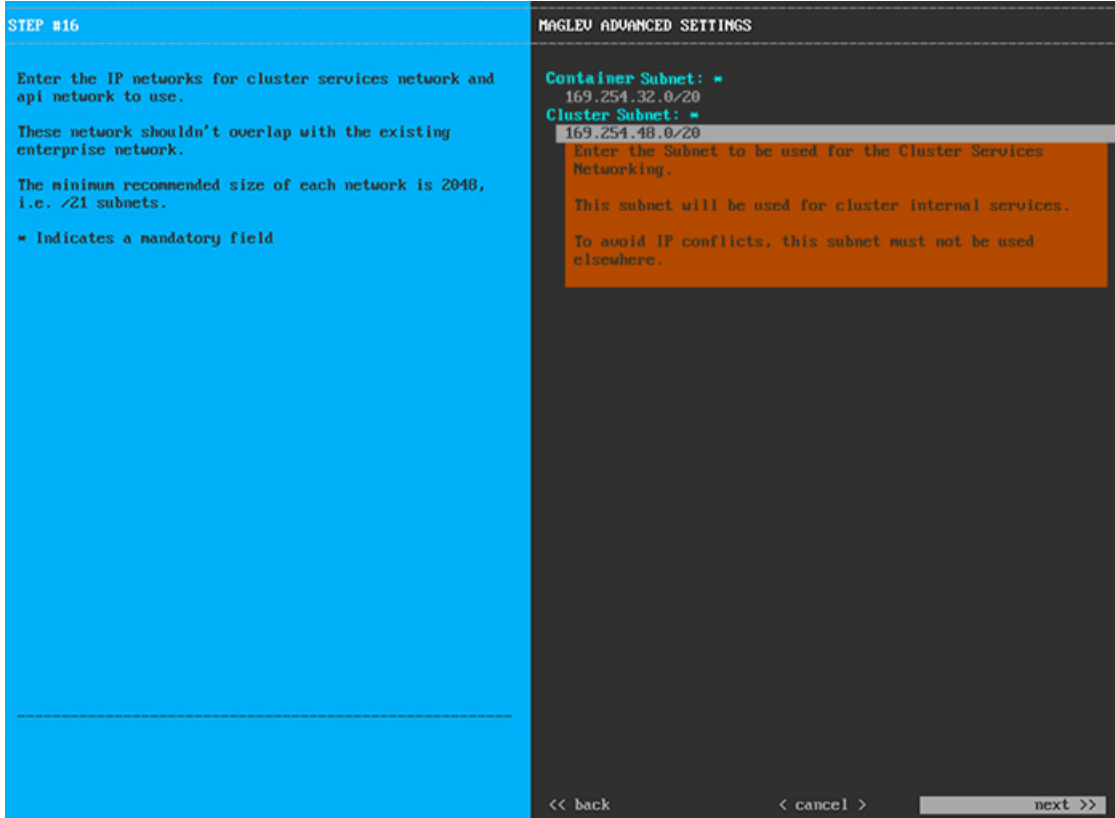 STEP #16
Enter the IP networks for cluster services network and
api network to use.
These network shouldn't overlap with the existing
enterprise network.
The minimum recommended size of each network is 2048,
i.e. /21 subnets.
* Indicates a mandatory field
MAGLEV ADVANCED SETTINGS
Container Subnet: *
169.254.32.0/20
Cluster Subnet: *
169.254.48.0/20
Enter the Subnet to be used for the Cluster Services
Networking.
This subnet will be used for cluster internal services.
To avoid IP conflicts, this subnet must not be used
elsewhere.
<< back
< cancel >
next >>